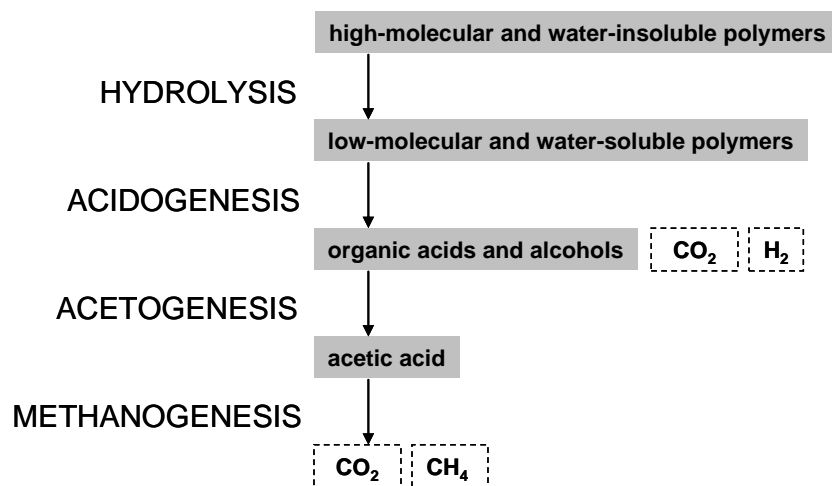 high-molecular and water-insoluble polymers
HYDROLYSIS
low-molecular and water-soluble polymers
ACIDOGENESIS
organic acids and alcohols CO₂ H₂
ACETOGENESIS
acetic acid
METHANOGENESIS
CO₂ CH₄